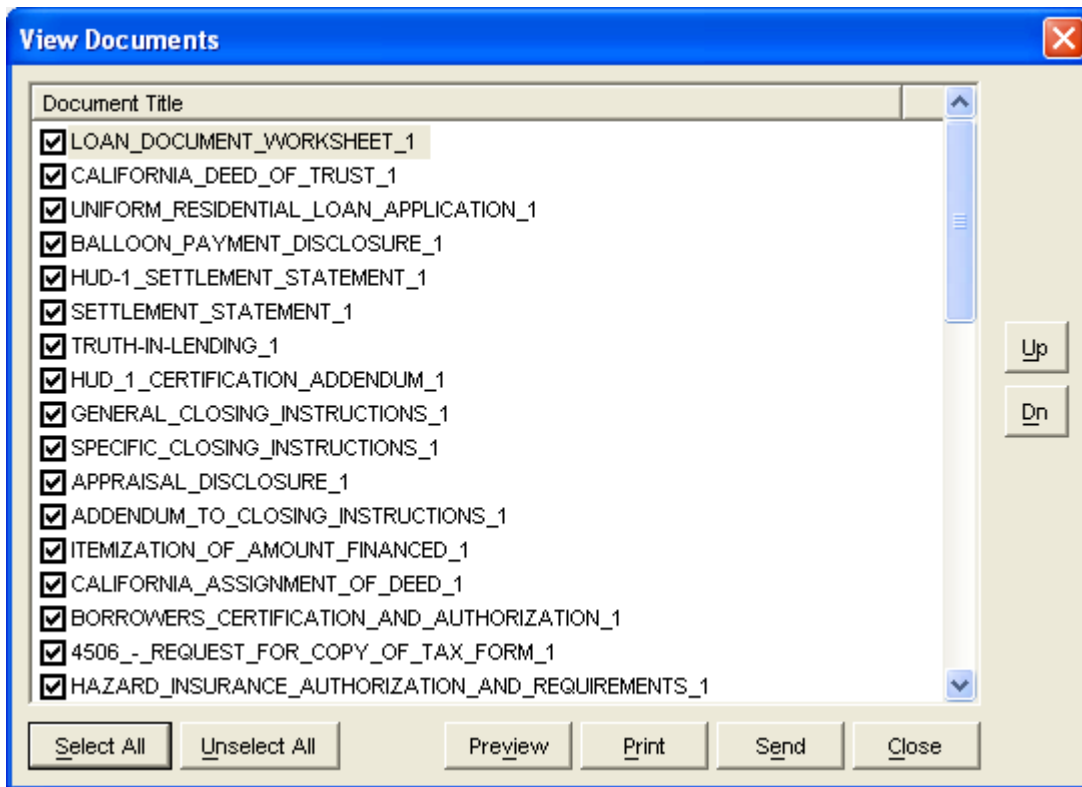 View Documents
Document Title
LOAN_DOCUMENT_WORKSHEET_1
CALIFORNIA_DEED_OF_TRUST_1
UNIFORM_RESIDENTIAL_LOAN_APPLICATION_1
BALLOON_PAYMENT_DISCLOSURE_1
HUD-1_SETTLEMENT_STATEMENT_1
SETTLEMENT_STATEMENT_1
TRUTH-IN-LENDING_1
Up
HUD_1_CERTIFICATION_ADDENDUM_1
Dn
GENERAL_CLOSING_INSTRUCTIONS_1
SPECIFIC_CLOSING_INSTRUCTIONS_1
APPRAISAL_DISCLOSURE_1
ADDENDUM_TO_CLOSING_INSTRUCTIONS_1
ITEMIZATION_OF_AMOUNT_FINANCED_1
CALIFORNIA_ASSIGNMENT_OF_DEED_1
BORROWERS_CERTIFICATION_AND_AUTHORIZATION_1
4506_-_REQUEST_FOR_COPY_OF_TAX_FORM_1
HAZARD_INSURANCE_AUTHORIZATION_AND_REQUIREMENTS_1
Select All Unselect All Preview Print Send Close